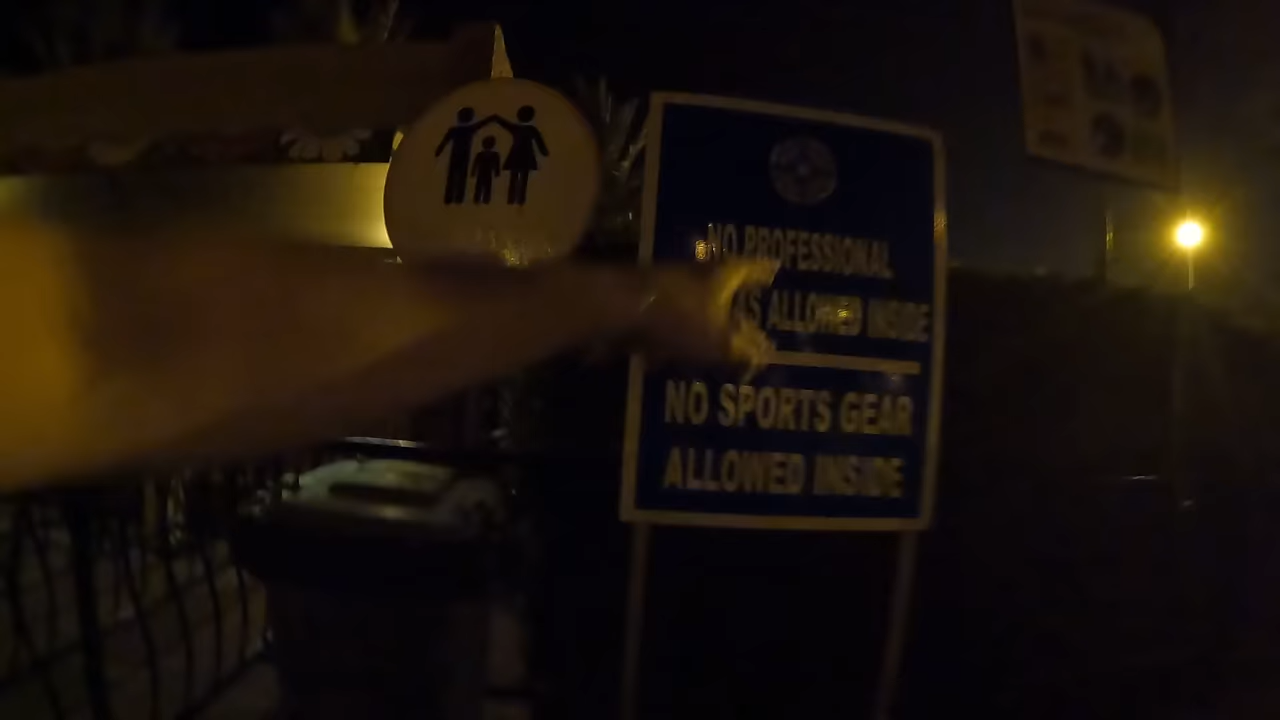 NO PROFESSIONAL
AS ALLOWED INSIDE
NO SPORTS GEAR
ALLOWED INSIDE